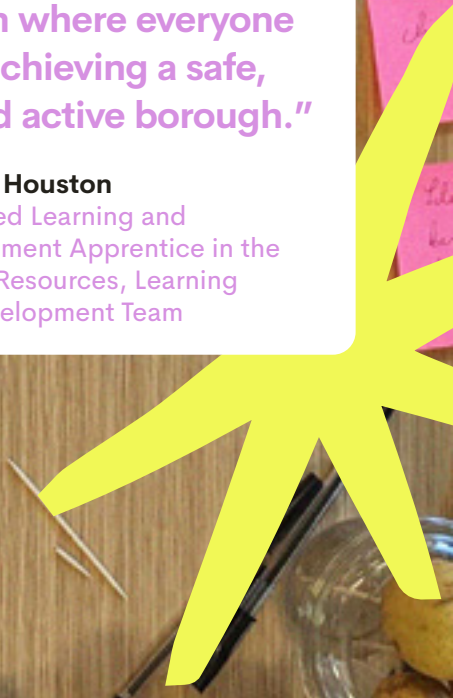 where everyone
chieving a safe,
active borough.”
Houston
ed Learning and
ment Apprentice in the
Resources, Learning
elopment Team